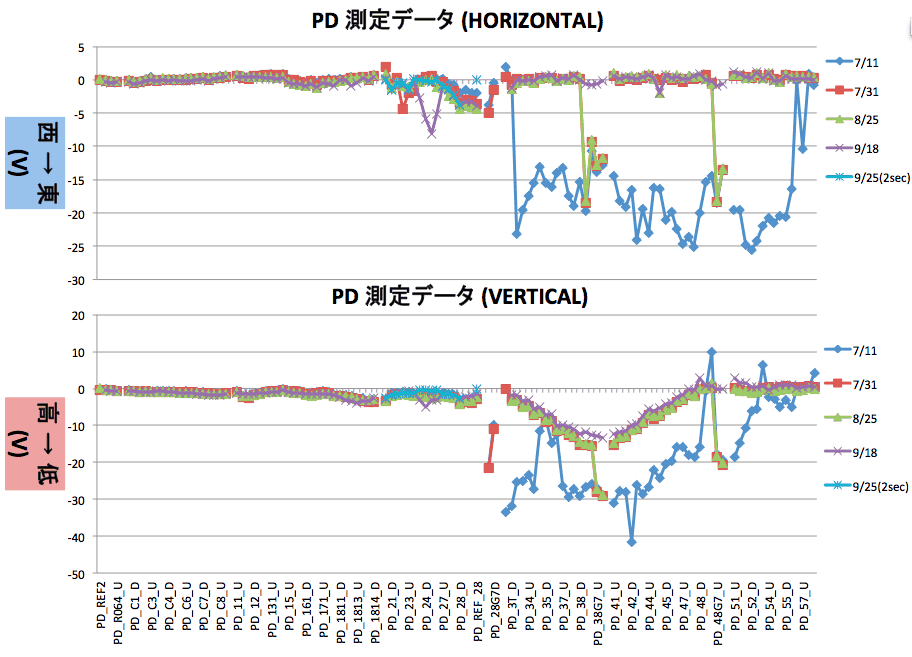 PD 測定データ (HORIZONTAL)
5
0
-5
-10
-15
-20
-25
-30
西 → 東
(V)
7/11
7/31
8/25
9/18
9/25(2sec)
PD 測定データ (VERTICAL)
20
10
0
-10
-20
-30
-40
-50
高 → 低
(V)
7/11
7/31
8/25
9/18
9/25(2sec)
PD_REF2
PD_R064_U
PD_C1_D
PD_C3_U
PD_C4_D
PD_C6_U
PD_C7_D
PD_C8_U
PD_11_D
PD_12_D
PD_131_U
PD_15_U
PD_161_D
PD_171_U
PD_1811_D
PD_1813_U
PD_1814_D
PD_21_D
PD_23_U
PD_24_D
PD_27_U
PD_28_D
PD_REF_28
PD_28G7D
PD_3T_D
PD_32_U
PD_34_U
PD_35_D
PD_37_U
PD_38_D
PD_38G7_U
PD_41_U
PD_42_D
PD_44_U
PD_45_D
PD_47_U
PD_48_D
PD_48G7_U
PD_51_U
PD_52_D
PD_54_U
PD_55_D
PD_57_U